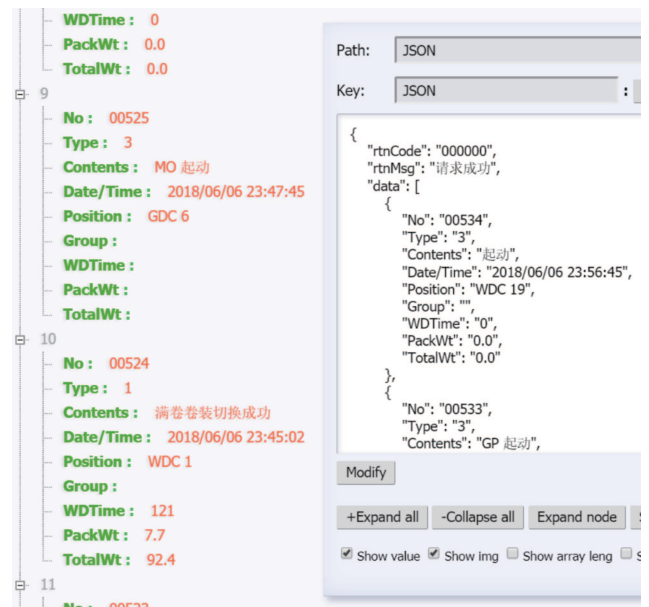 WDTime : 0
PackWt : 0.0
TotalWt : 0.0
9
No : 00525
Type : 3
Contents : MO 起动
Date/Time : 2018/06/06 23:47:45
Position : GDC 6
Group :
WDTime :
PackWt :
TotalWt :
10
No : 00524
Type : 1
Contents : 满卷卷装切换成功
Date/Time : 2018/06/06 23:45:02
Position : WDC 1
Group :
WDTime : 121
PackWt : 7.7
TotalWt : 92.4
11
Path: JSON
Key: JSON :
{
"rtnCode": "000000",
"rtnMsg": "请求成功",
"data": [
{
"No": "00534",
"Type": "3",
"Contents": "起动",
"Date/Time": "2018/06/06 23:56:45",
"Position": "WDC 19",
"Group": "",
"WDTime": "0",
"PackWt": "0.0",
"TotalWt": "0.0"
},
{
"No": "00533",
"Type": "3",
"Contents": "GP 起动",
Modify
+Expand all -Collapse all Expand node
Show value Show img Show array leng